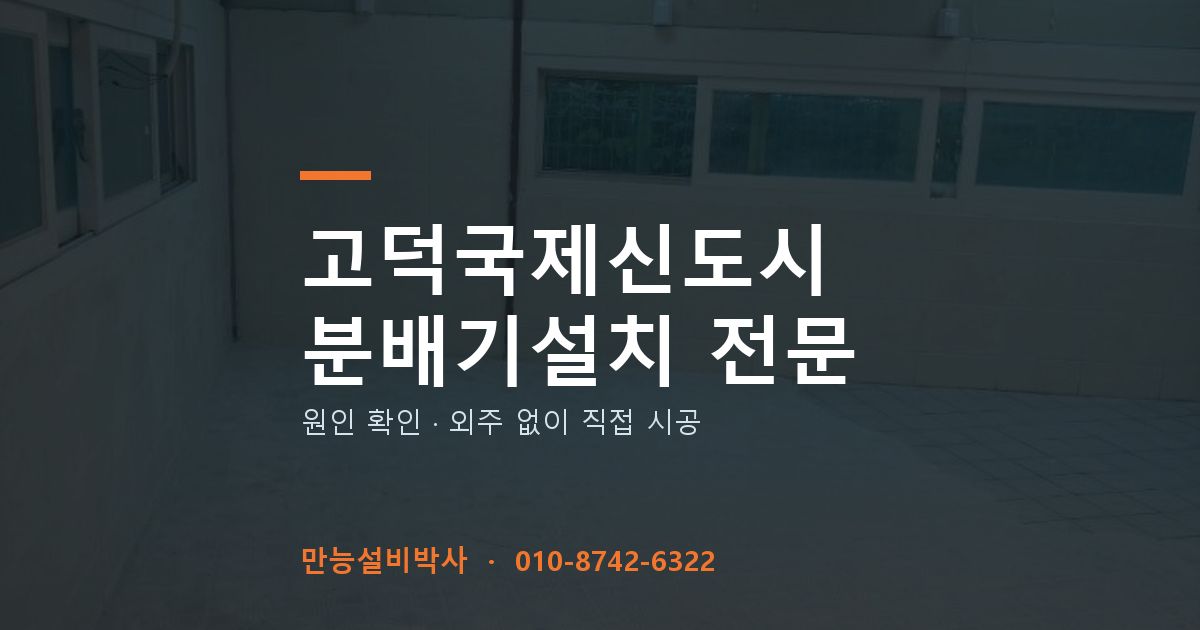 고덕국제신도시
분배기설치 전문
원인 확인 · 외주 없이 직접 시공
만능설비박사 · 010-8742-6322